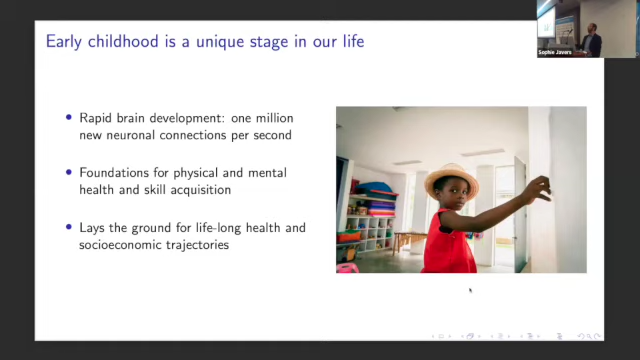 Early childhood is a unique stage in our life
Rapid brain development: one million
new neuronal connections per second
Foundations for physical and mental
health and skill acquisition
Lays the ground for life-long health and
socioeconomic trajectories
Sophie Javers